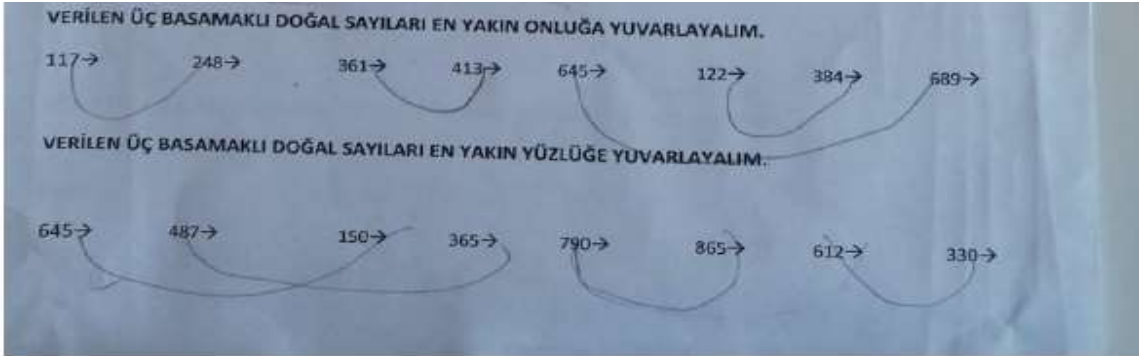 VERİLEN ÜÇ BASAMAKLI DOĞAL SAYILARI EN YAKIN ONLUĞA YUVARLAYALIM.
117→ 248→ 361→ 413→ 645→ 122→ 384→ 689→
VERİLEN ÜÇ BASAMAKLI DOĞAL SAYILARI EN YAKIN YÜZLÜĞE YUVARLAYALIM.
645→ 487→ 150→ 365→ 790→ 865→ 612→ 330→